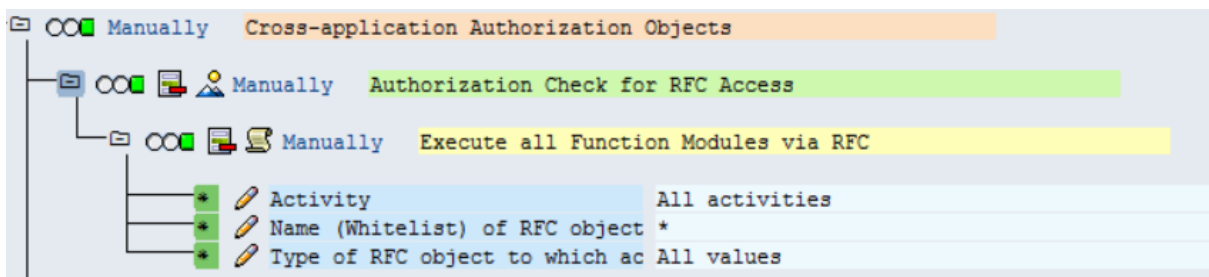 Manually Cross-application Authorization Objects
Manually Authorization Check for RFC Access
Manually Execute all Function Modules via RFC
* Activity All activities
* Name (Whitelist) of RFC object *
* Type of RFC object to which ac All values